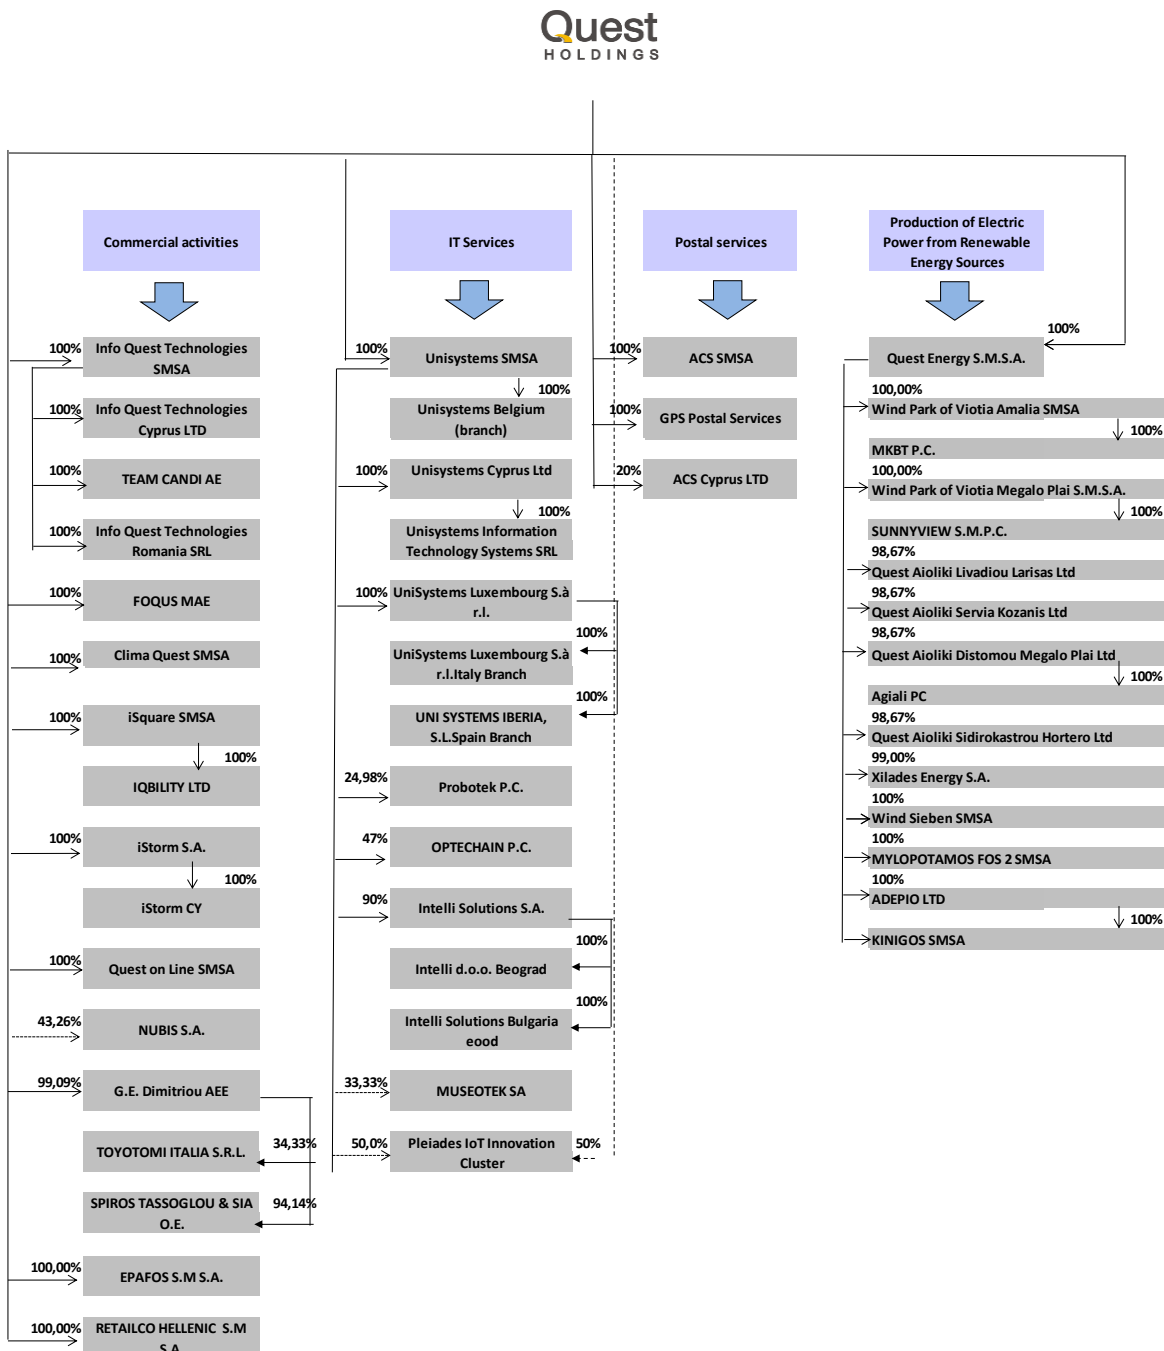 Quest
HOLDINGS
Commercial activities
IT Services
Postal services
Production of Electric
Power from Renewable
Energy Sources
100%
Info Quest Technologies
SMSA
100%
Info Quest Technologies
Cyprus LTD
100%
TEAM CANDI AE
100%
Info Quest Technologies
Romania SRL
100%
FOQUS MAE
100%
Clima Quest SMSA
100%
iSquare SMSA
100%
IQBILITY LTD
100%
iStorm S.A.
100%
iStorm CY
100%
Quest on Line SMSA
43,26%
NUBIS S.A.
99,09%
G.E. Dimitriou AEE
34,33%
TOYOTOMI ITALIA S.R.L.
94,14%
SPIROS TASSOGLOU & SIA
O.E.
100,00%
EPAFOS S.M S.A.
100,00%
RETAILCO HELLENIC S.M
S.A.
100%
Unisystems SMSA
100%
Unisystems Belgium
(branch)
100%
Unisystems Cyprus Ltd
100%
Unisystems Information
Technology Systems SRL
100%
UniSystems Luxembourg S.à
r.l.
100%
UniSystems Luxembourg S.à
r.l.Italy Branch
100%
UNI SYSTEMS IBERIA,
S.L.Spain Branch
24,98%
Probotek P.C.
47%
OPTECHAIN P.C.
90%
Intelli Solutions S.A.
100%
Intelli d.o.o. Beograd
100%
Intelli Solutions Bulgaria
eood
33,33%
MUSEOTEK SA
50,0%
Pleiades IoT Innovation
Cluster
50%
100%
ACS SMSA
100%
GPS Postal Services
20%
ACS Cyprus LTD
100%
Quest Energy S.M.S.A.
100,00%
Wind Park of Viotia Amalia SMSA
100%
MKBT P.C.
100,00%
Wind Park of Viotia Megalo Plai S.M.S.A.
100%
SUNNYVIEW S.M.P.C.
98,67%
Quest Aioliki Livadiou Larisas Ltd
98,67%
Quest Aioliki Servia Kozanis Ltd
98,67%
Quest Aioliki Distomou Megalo Plai Ltd
100%
Agiali PC
98,67%
Quest Aioliki Sidirokastrou Hortero Ltd
99,00%
Xilades Energy S.A.
100%
Wind Sieben SMSA
100%
MYLOPOTAMOS FOS 2 SMSA
100%
ADEPIO LTD
100%
KINIGOS SMSA